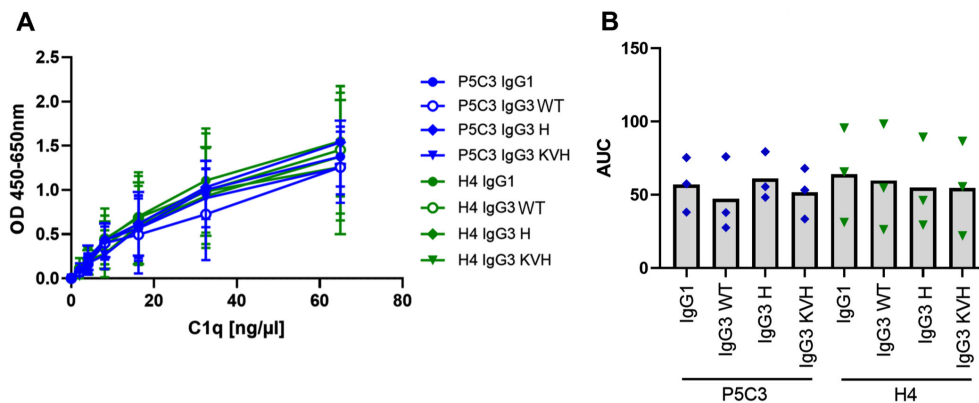 A
OD 450-650nm
2.5
2.0
1.5
1.0
0.5
0.0
0
20
40
60
80
C1q [ng/µl]
P5C3 IgG1
P5C3 IgG3 WT
P5C3 IgG3 H
P5C3 IgG3 KVH
H4 IgG1
H4 IgG3 WT
H4 IgG3 H
H4 IgG3 KVH
B
AUC
150
100
50
0
IgG1
IgG3 WT
IgG3 H
IgG3 KVH
IgG1
IgG3 WT
IgG3 H
IgG3 KVH
P5C3
H4